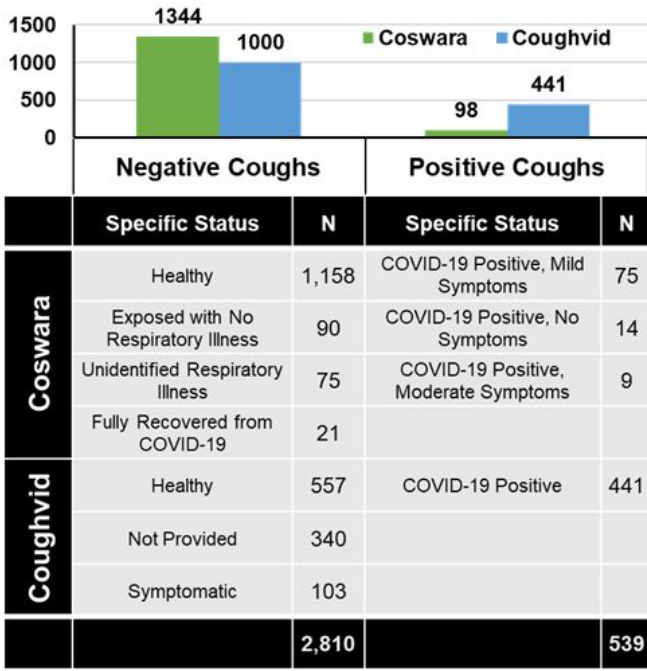 1344
1500
1000
Coswara
Coughvid
1000
441
500
98
0
Negative Coughs
Positive Coughs
Specific Status
N
Specific Status
N
Coswara
Healthy
1,158
COVID-19 Positive, Mild
Symptoms
75
Exposed with No
Respiratory Illness
90
COVID-19 Positive, No
Symptoms
14
Unidentified Respiratory
Illness
75
COVID-19 Positive,
Moderate Symptoms
9
Fully Recovered from
COVID-19
21
Coughvid
Healthy
557
COVID-19 Positive
441
Not Provided
340
Symptomatic
103
2,810
539